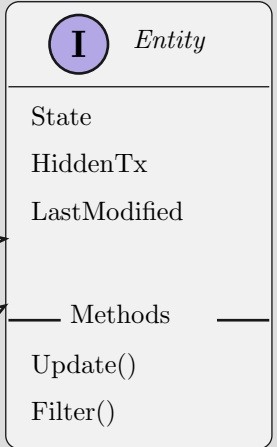 I Entity
State
HiddenTx
LastModified
Methods
Update()
Filter()